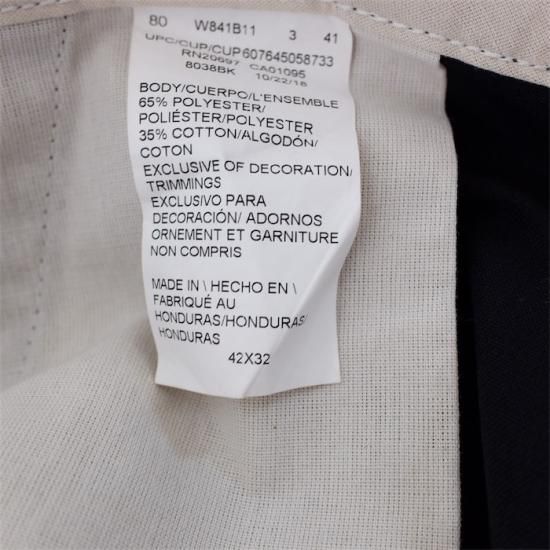 80 W841B11 3 41
UPC/CUP/CUP607645058733
RN20697 CA01095
8038BK 10/22/18
BODY/CUERPO/L'ENSEMBLE
65% POLYESTER/
POLIÉSTER/POLYESTER
35% COTTON/ALGODÓN/
COTON
EXCLUSIVE OF DECORATION/
TRIMMINGS
EXCLUSIVO PARA
DECORACIÓN/ ADORNOS
ORNEMENT ET GARNITURE
NON COMPRIS
MADE IN \ HECHO EN \
FABRIQUÉ AU
HONDURAS/HONDURAS/
HONDURAS
42X32